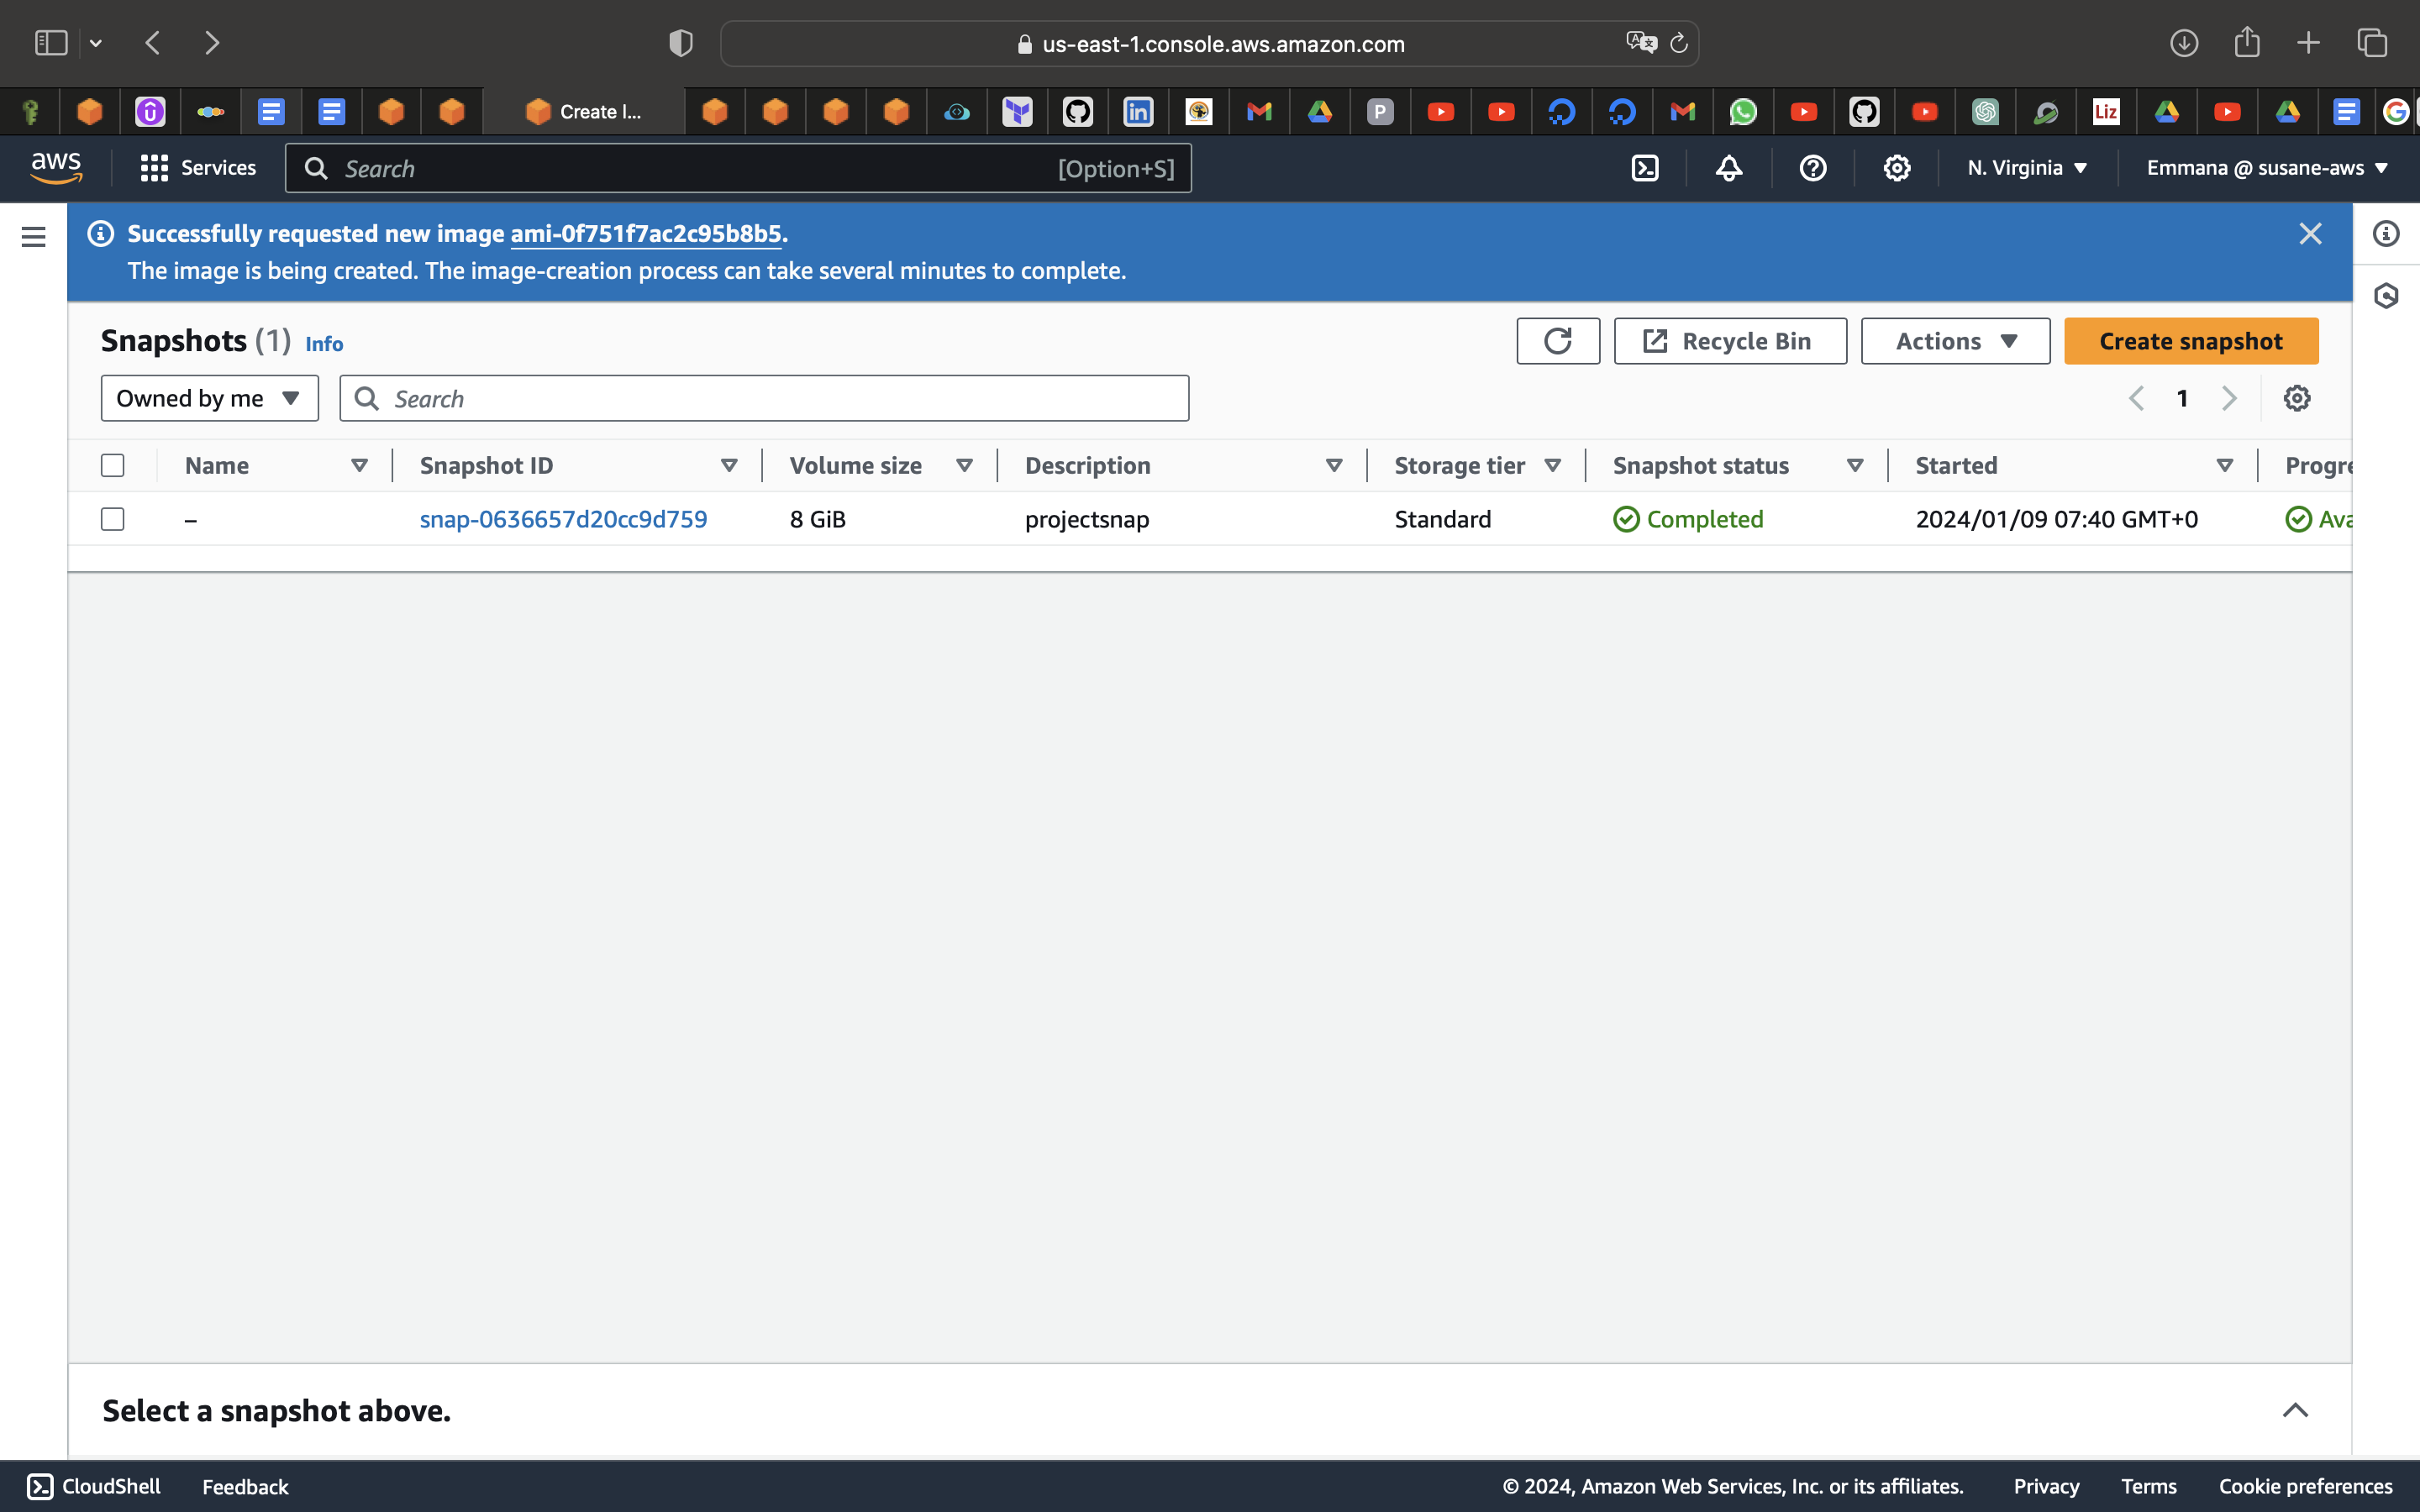 us-east-1.console.aws.amazon.com
Create I...
Liz
aws
Services
Search
[Option+S]
N. Virginia
Emmana @ susane-aws
Successfully requested new image ami-0f751f7ac2c95b8b5.
The image is being created. The image-creation process can take several minutes to complete.
Snapshots (1) Info
Recycle Bin
Actions
Create snapshot
Owned by me
Search
1
Name Snapshot ID Volume size Description Storage tier Snapshot status Started Progre
– snap-0636657d20cc9d759 8 GiB projectsnap Standard Completed 2024/01/09 07:40 GMT+0 Ava
Select a snapshot above.
CloudShell Feedback © 2024, Amazon Web Services, Inc. or its affiliates. Privacy Terms Cookie preferences